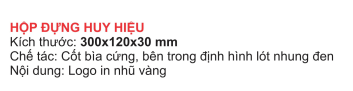 HỘP ĐỰNG HUY HIỆU
Kích thước: 300x120x30 mm
Chế tác: Cốt bìa cứng, bên trong định hình lót nhung đen
Nội dung: Logo in nhũ vàng